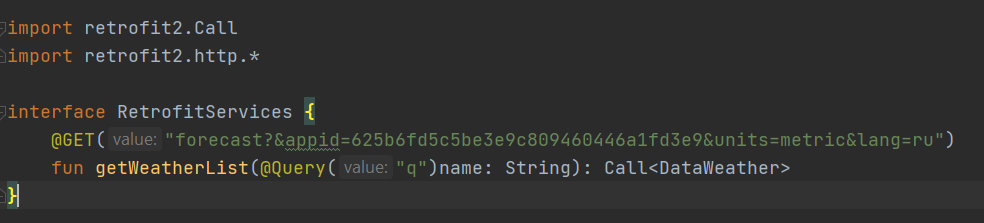 import retrofit2.Call
import retrofit2.http.*
interface RetrofitServices {
@GET( value: "forecast?&appid=625b6fd5c5be3e9c809460446a1fd3e9&units=metric&lang=ru")
fun getWeatherList(@Query( value: "q")name: String): Call<DataWeather>
}